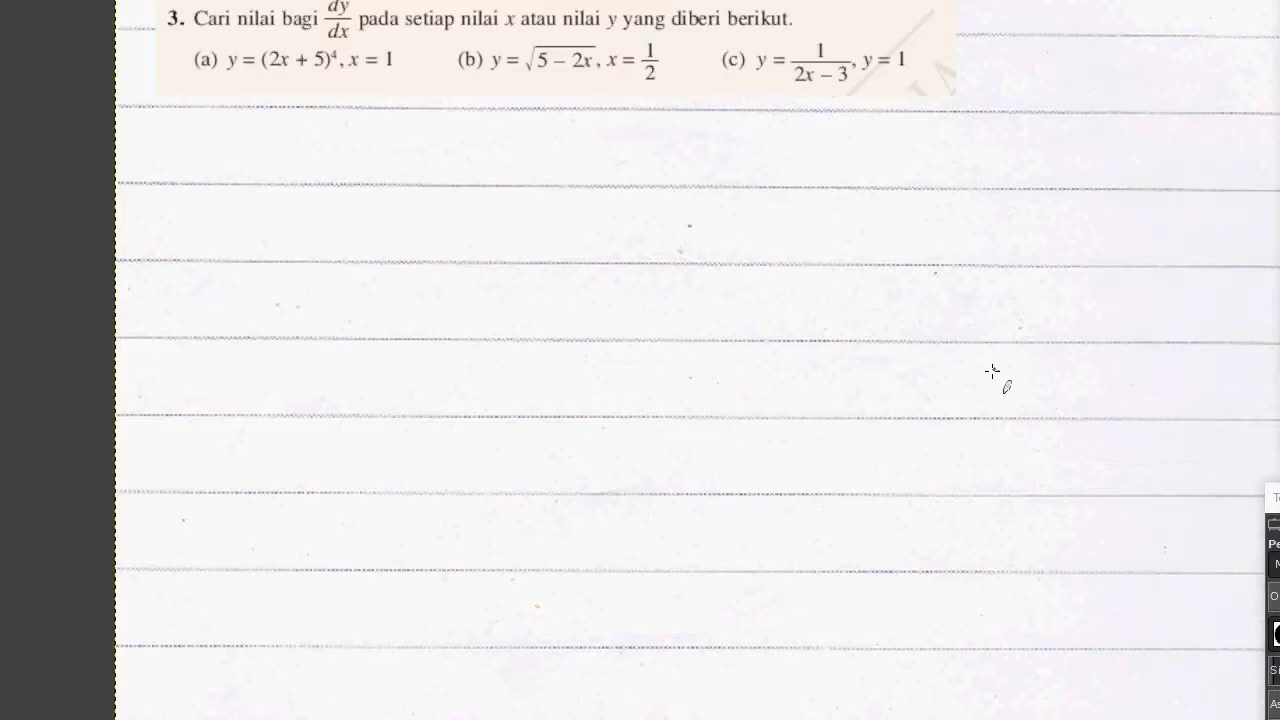 3. Cari nilai bagi dy/dx pada setiap nilai x atau nilai y yang diberi berikut.
(a) y = (2x + 5)⁴, x = 1 (b) y = √(5 – 2x), x = 1/2 (c) y = 1/(2x – 3), y = 1